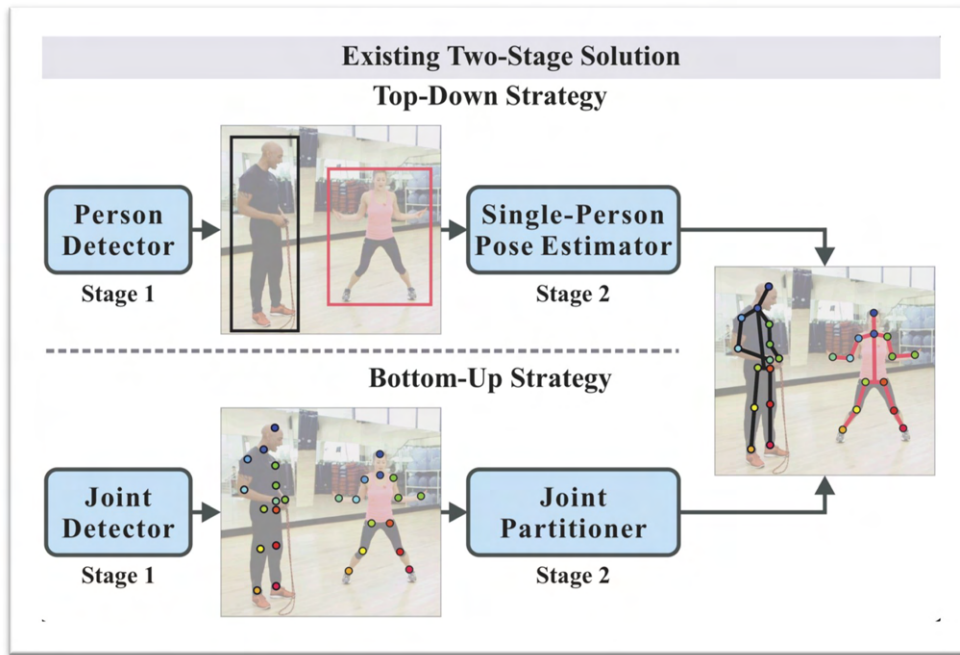 Existing Two-Stage Solution
Top-Down Strategy
Person
Detector
Stage 1
Single-Person
Pose Estimator
Stage 2
Bottom-Up Strategy
Joint
Detector
Stage 1
Joint
Partitioner
Stage 2